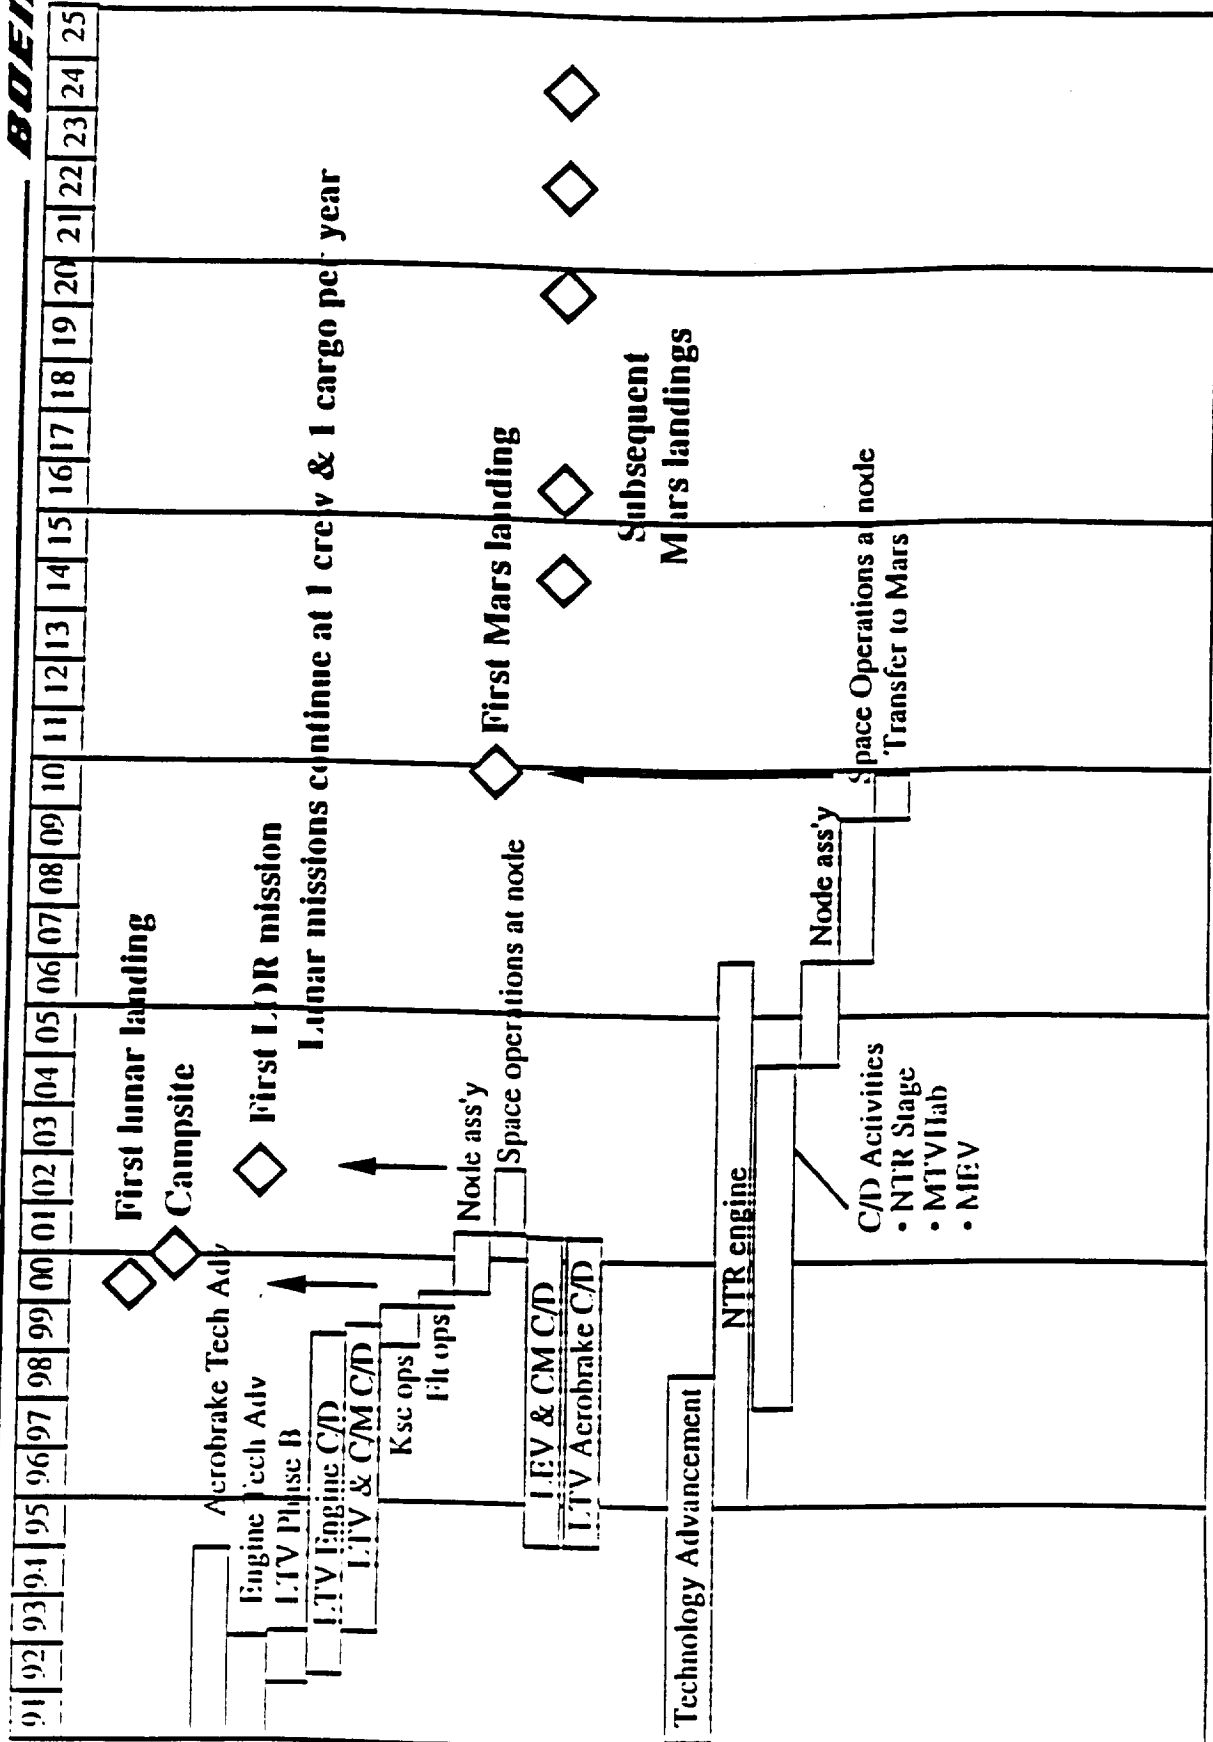 91 92 93 94 95 96 97 98 99 00 01 02 03 04 05 06 07 08 09 10 11 12 13 14 15 16 17 18 19 20 21 22 23 24 25
First lunar landing
Campsite
Aerobrake Tech Adv
First LOR mission
Engine Tech Adv
LTV Phase B
Lunar missions continue at 1 crew & 1 cargo per year
LTV Engine C/D
LTV & C/M C/D
Ksc ops
Flt ops
Node ass'y
Space operations at node
First Mars landing
LEV & CM C/D
LTV Aerobrake C/D
Subsequent
Mars landings
Technology Advancement
NTR engine
Node ass'y
Space Operations at node
Transfer to Mars
C/D Activities
• NTR Stage
• MTVHab
• MEV